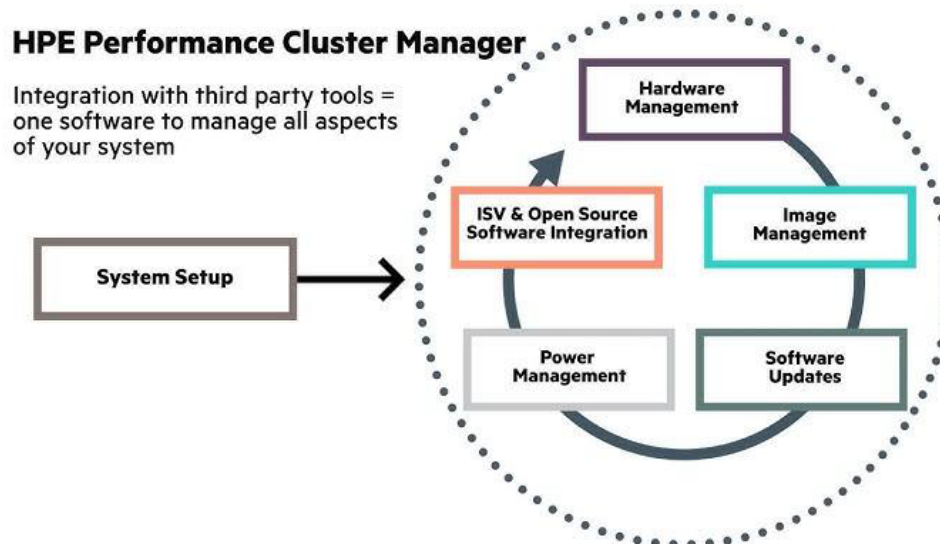 HPE Performance Cluster Manager
Integration with third party tools =
one software to manage all aspects
of your system
System Setup
Hardware
Management
Image
Management
Software
Updates
Power
Management
ISV & Open Source
Software Integration